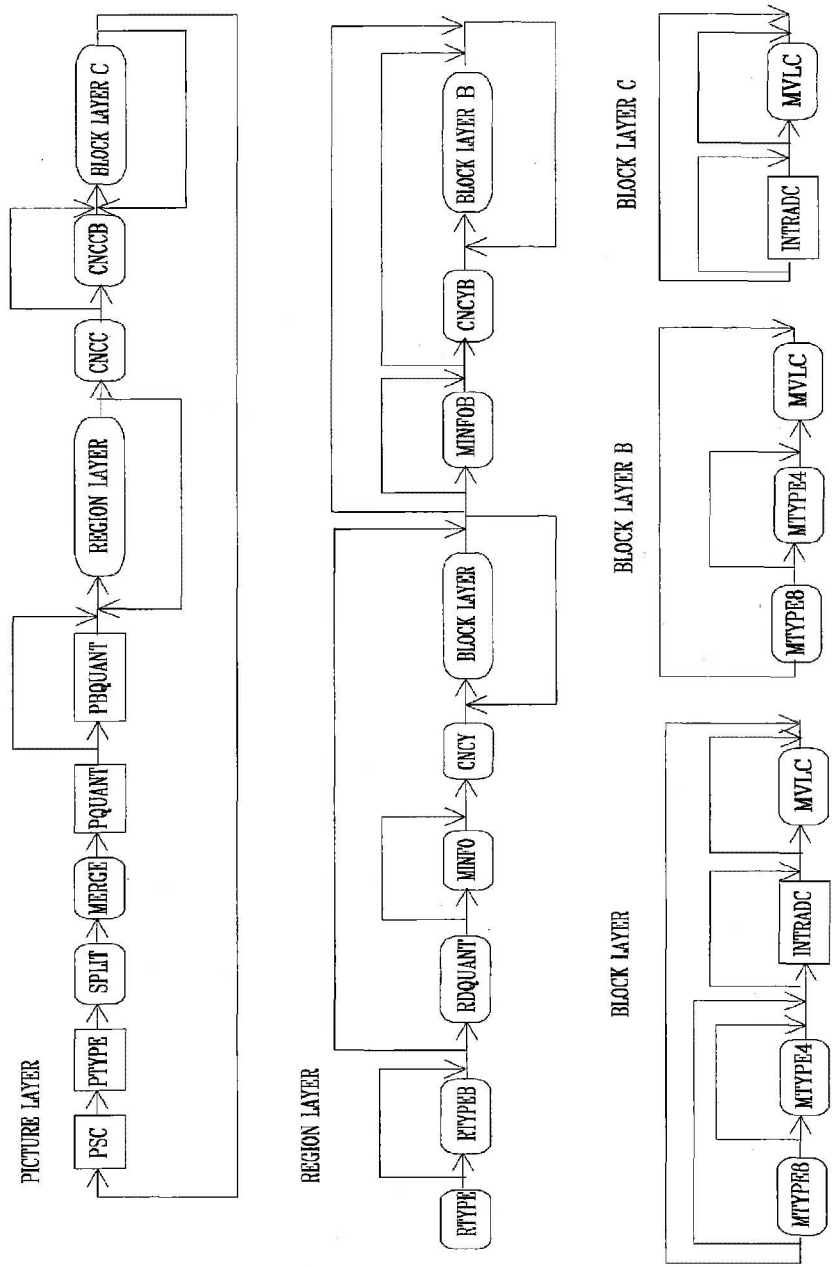 PICTURE LAYER
PSC
PTYPE
SPLIT
MERGE
PQUANT
PBQUANT
REGION LAYER
CNCC
CNCCB
BLOCK LAYER C
REGION LAYER
RTYPE
RTYPEB
RDQUANT
MINFO
CNCY
BLOCK LAYER
MINFOB
CNCYB
BLOCK LAYER B
BLOCK LAYER
MTYPE8
MTYPE4
INTRADC
MVLC
BLOCK LAYER B
MTYPE8
MTYPE4
MVLC
BLOCK LAYER C
INTRADC
MVLC